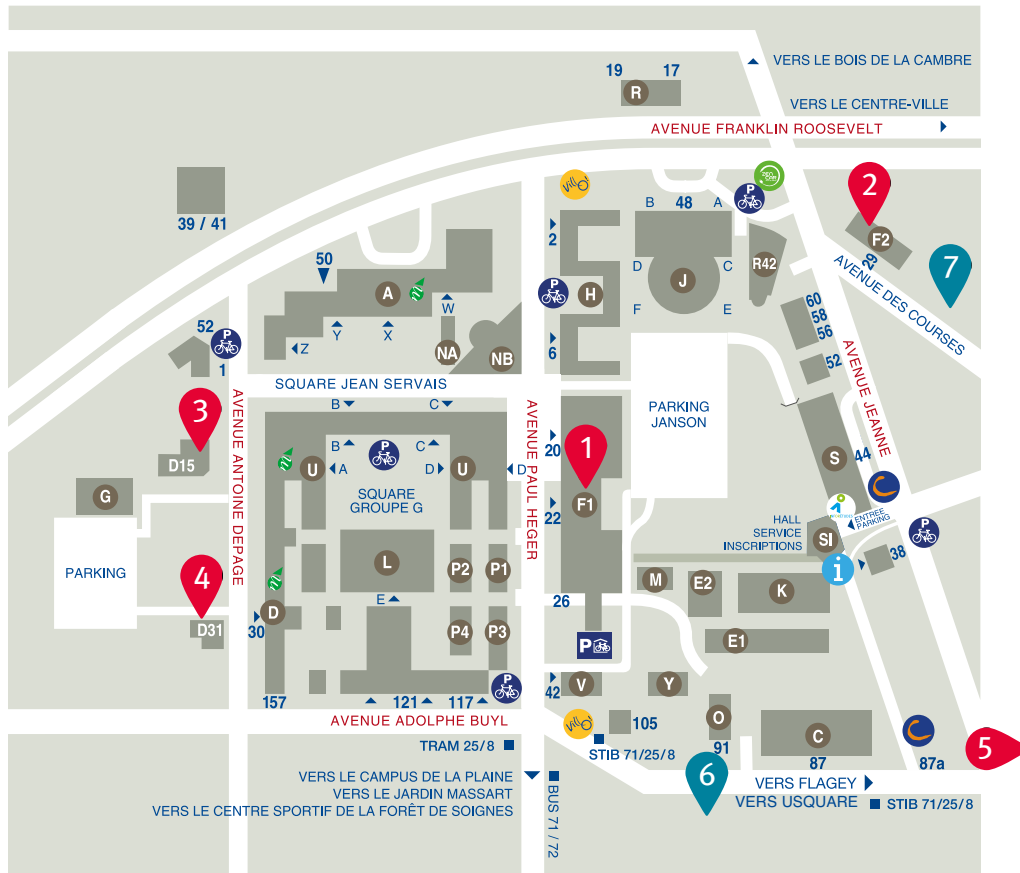 VERS LE BOIS DE LA CAMBRE
19
17
R
VERS LE CENTRE-VILLE
AVENUE FRANKLIN ROOSEVELT
Villo!
P
2
39 / 41
B
48
A
F2
29
2
R42
7
50
D
C
J
A
W
P
H
F
E
AVENUE DES COURSES
60
58
56
52
Y
X
Z
NA
NB
6
52
P
1
SQUARE JEAN SERVAIS
AVENUE JEANNE
PARKING
JANSON
B
C
3
AVENUE ANTOINE DEPAGE
AVENUE PAUL HEGER
20
1
B
C
P
D15
U
A
D
U
D
S
44
G
SQUARE
GROUPE G
22
F1
HALL
SERVICE
INSCRIPTIONS
ENTREE
PARKING
SI
P
i
38
PARKING
4
L
P2
P1
M
E2
K
E
26
D
30
D31
P4
P3
E1
P
157
121
117
P
42
V
Y
O
C
AVENUE ADOLPHE BUYL
Villo!
105
91
87
87a
5
TRAM 25/8
STIB 71/25/8
6
VERS LE CAMPUS DE LA PLAINE
VERS LE JARDIN MASSART
VERS LE CENTRE SPORTIF DE LA FORÊT DE SOIGNES
BUS 71 / 72
VERS FLAGEY
VERS USQUARE
STIB 71/25/8